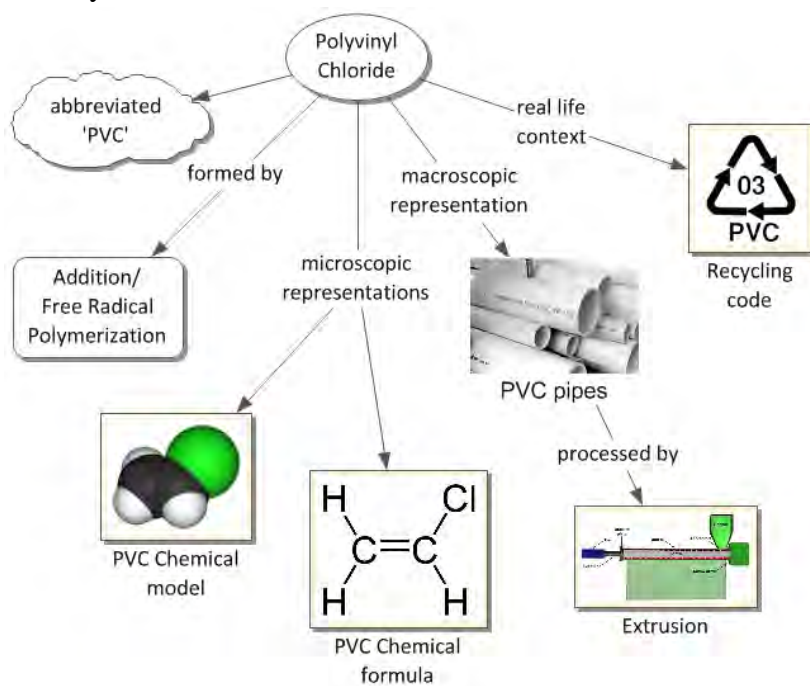 Polyvinyl
Chloride
abbreviated
'PVC'
real life
context
formed by
macroscopic
representation
03
PVC
Recycling
code
Addition/
Free Radical
Polymerization
microscopic
representations
PVC pipes
processed by
PVC Chemical
model
H
Cl
C
C
H
H
PVC Chemical
formula
Extrusion